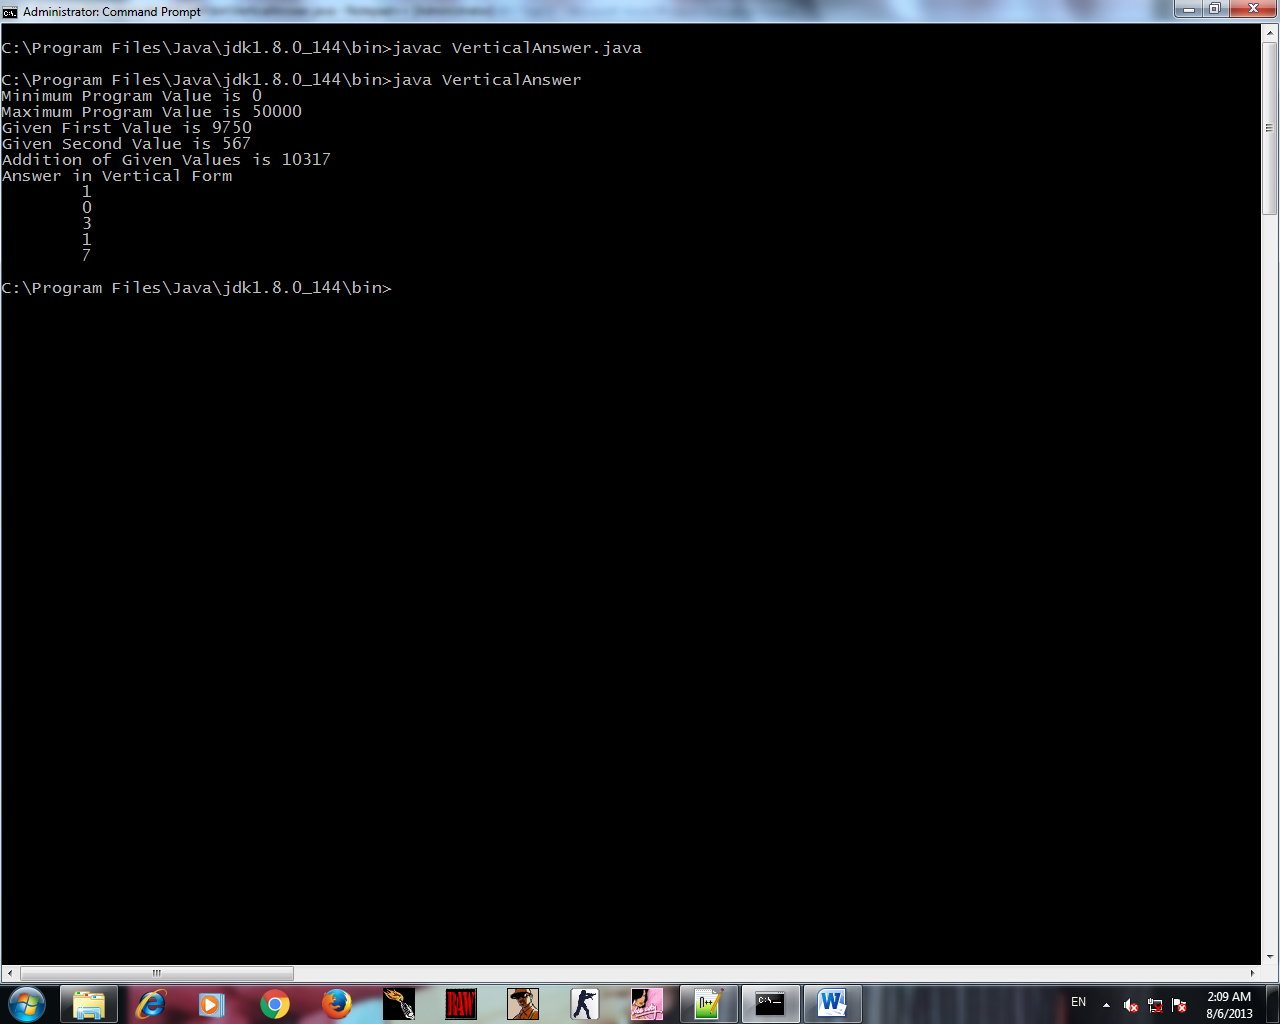 Administrator: Command Prompt
C:\Program Files\Java\jdk1.8.0_144\bin>javac VerticalAnswer.java
C:\Program Files\Java\jdk1.8.0_144\bin>java VerticalAnswer
Minimum Program Value is 0
Maximum Program Value is 50000
Given First Value is 9750
Given Second Value is 567
Addition of Given Values is 10317
Answer in Vertical Form
1
0
3
1
7
C:\Program Files\Java\jdk1.8.0_144\bin>
RAW
EN
2:09 AM
8/6/2013